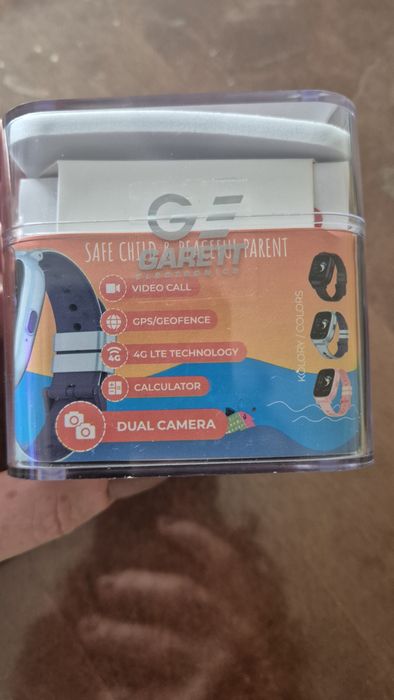 GE
SAFE CHILD & PEACEFUL PARENT
GARETT
ELECTRONICS
VIDEO CALL
GPS/GEOFENCE
4G
4G LTE TECHNOLOGY
CALCULATOR
DUAL CAMERA
KOLORY / COLORS